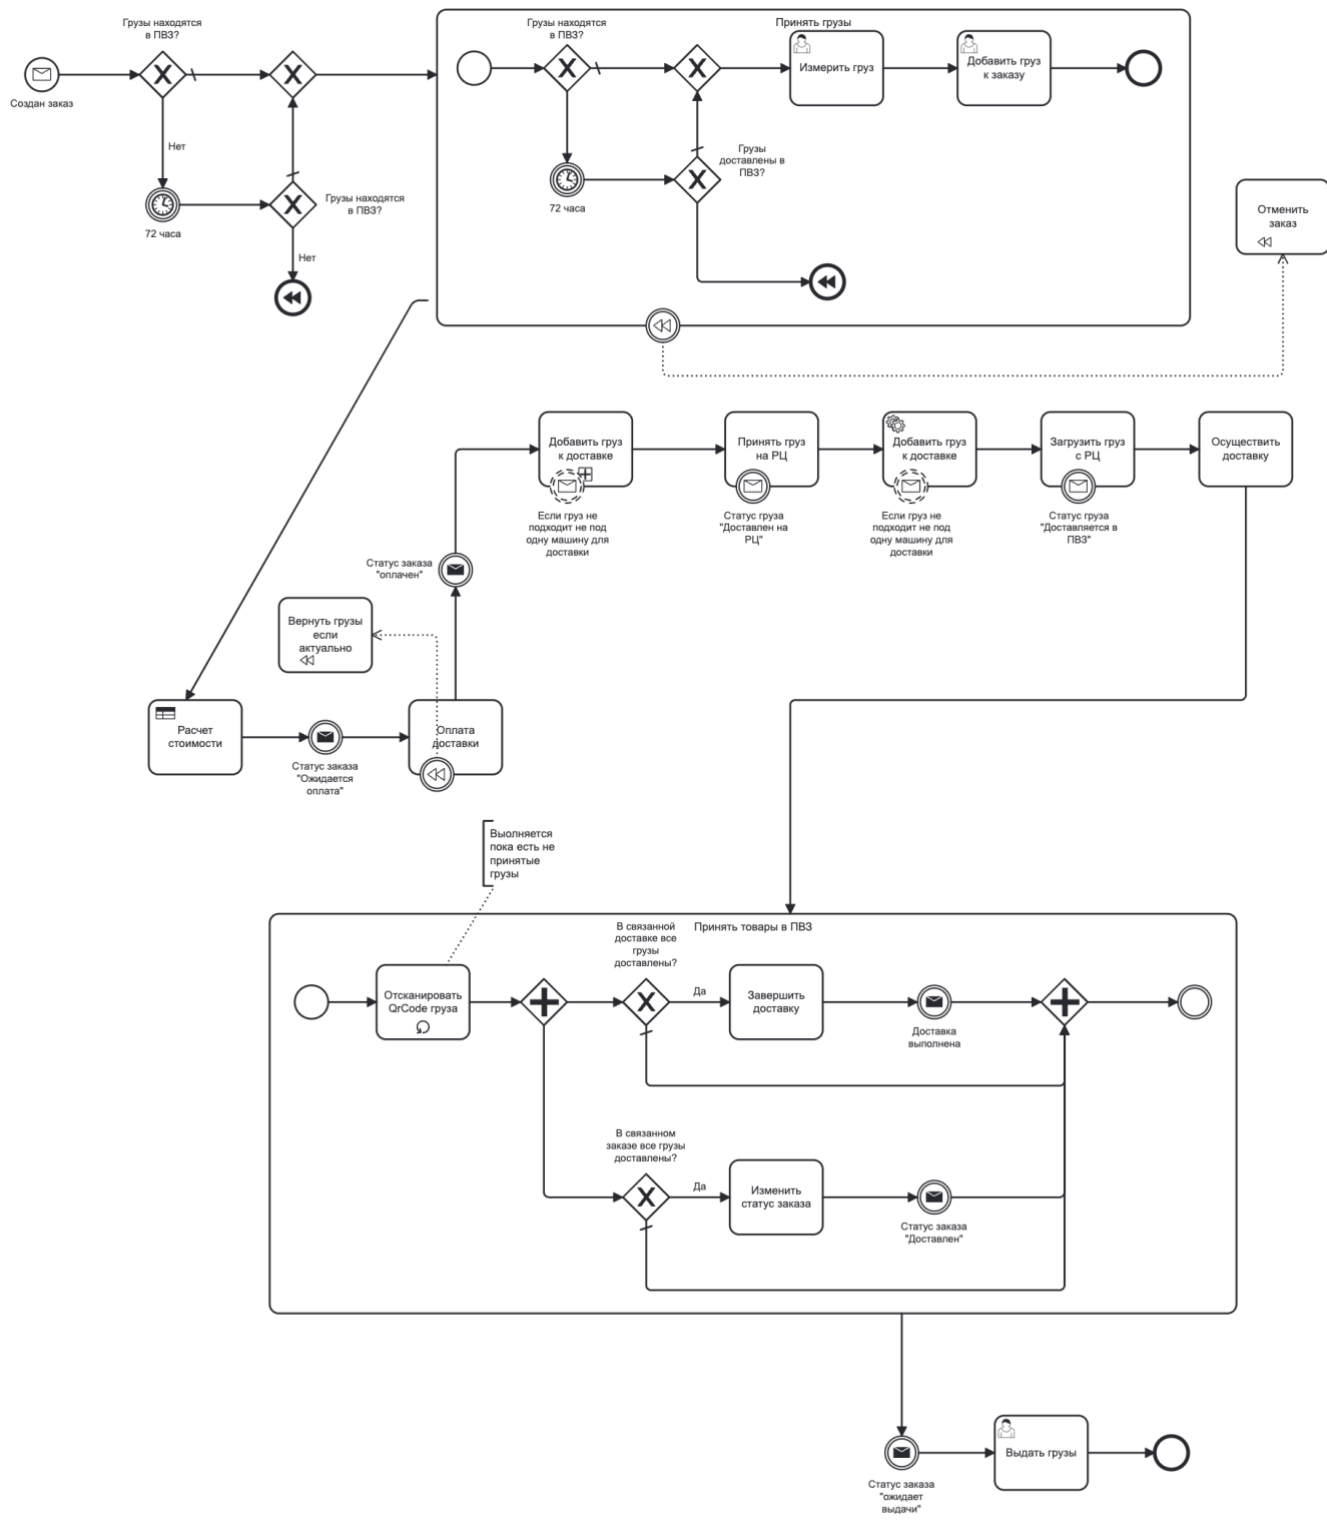 Грузы находятся
в ПВЗ?
Создан заказ
Нет
72 часа
Грузы находятся
в ПВЗ?
Нет
Принять грузы
Грузы находятся
в ПВЗ?
72 часа
Грузы
доставлены в
ПВЗ?
Измерить груз
Добавить груз
к заказу
Отменить
заказ
Добавить груз
к доставке
Если груз не
подходит не под
одну машину для
доставки
Принять груз
на РЦ
Статус груза
"Доставлен на
РЦ"
Добавить груз
к доставке
Если груз не
подходит не под
одну машину для
доставки
Загрузить груз
с РЦ
Статус груза
"Доставляется в
ПВЗ"
Осуществить
доставку
Статус заказа
"оплачен"
Вернуть грузы
если
актуально
Расчет
стоимости
Статус заказа
"Ожидается
оплата"
Оплата
доставки
Выолняется
пока есть не
принятые
грузы
Принять товары в ПВЗ
Отсканировать
QrCode груза
В связанной
доставке все
грузы
доставлены?
Да
Завершить
доставку
Доставка
выполнена
В связанном
заказе все грузы
доставлены?
Да
Изменить
статус заказа
Статус заказа
"Доставлен"
Статус заказа
"ожидает
выдачи"
Выдать грузы